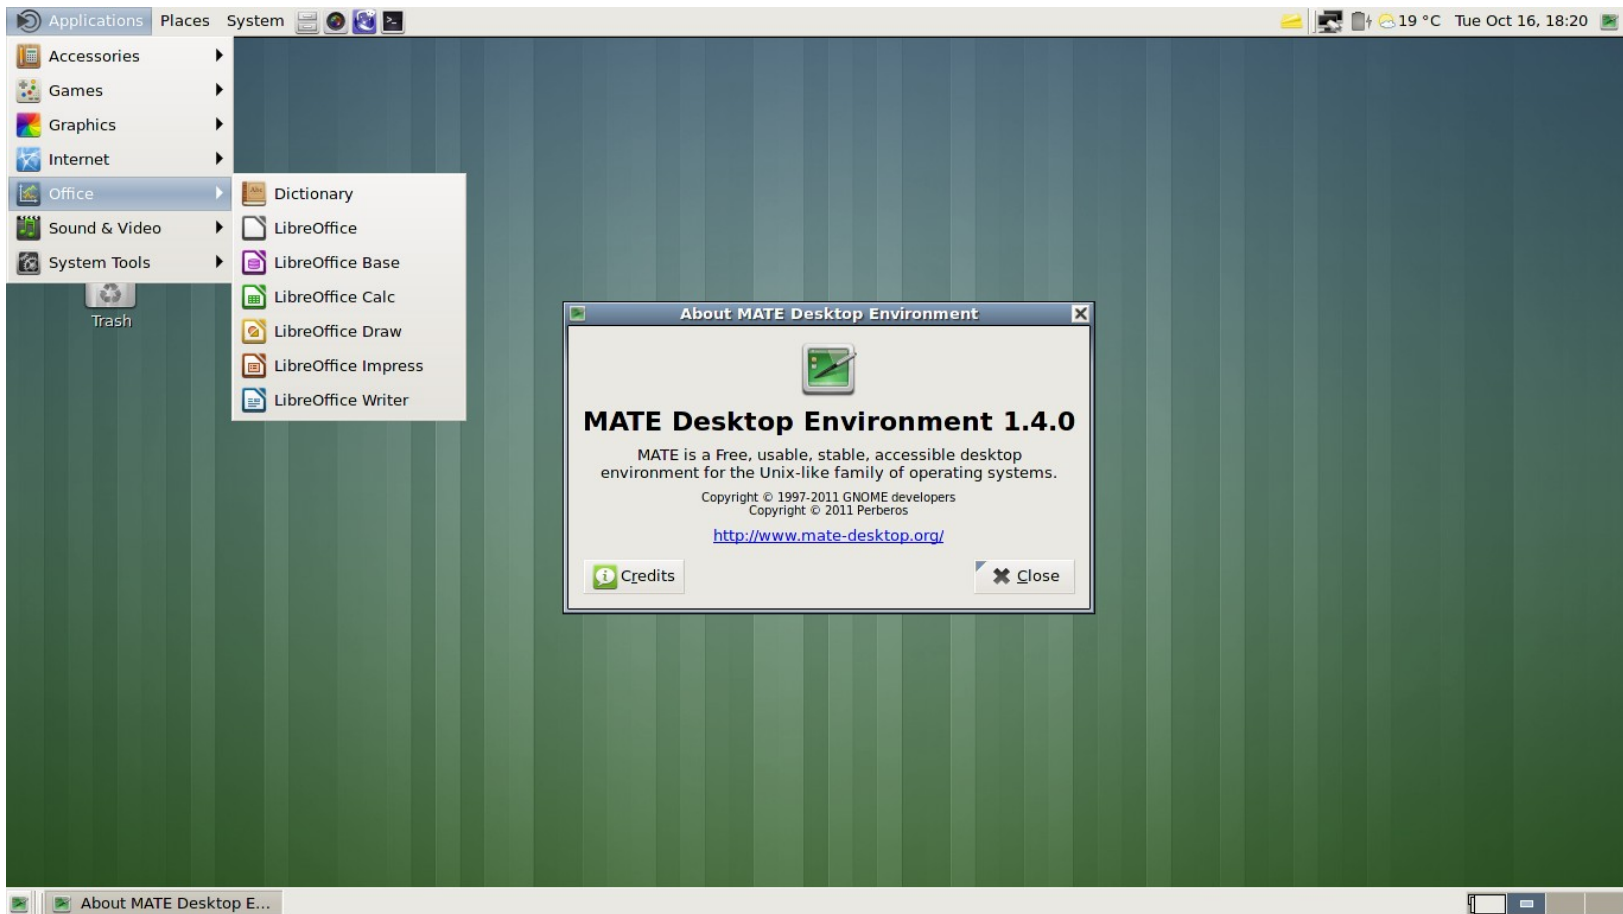 Applications Places System 19 °C Tue Oct 16, 18:20
Accessories
Games
Graphics
Internet
Office
Sound & Video
System Tools
Dictionary
LibreOffice
LibreOffice Base
LibreOffice Calc
LibreOffice Draw
LibreOffice Impress
LibreOffice Writer
Trash
About MATE Desktop Environment
MATE Desktop Environment 1.4.0
MATE is a Free, usable, stable, accessible desktop
environment for the Unix-like family of operating systems.
Copyright © 1997-2011 GNOME developers
Copyright © 2011 Perberos
http://www.mate-desktop.org/
Credits Close
About MATE Desktop E...